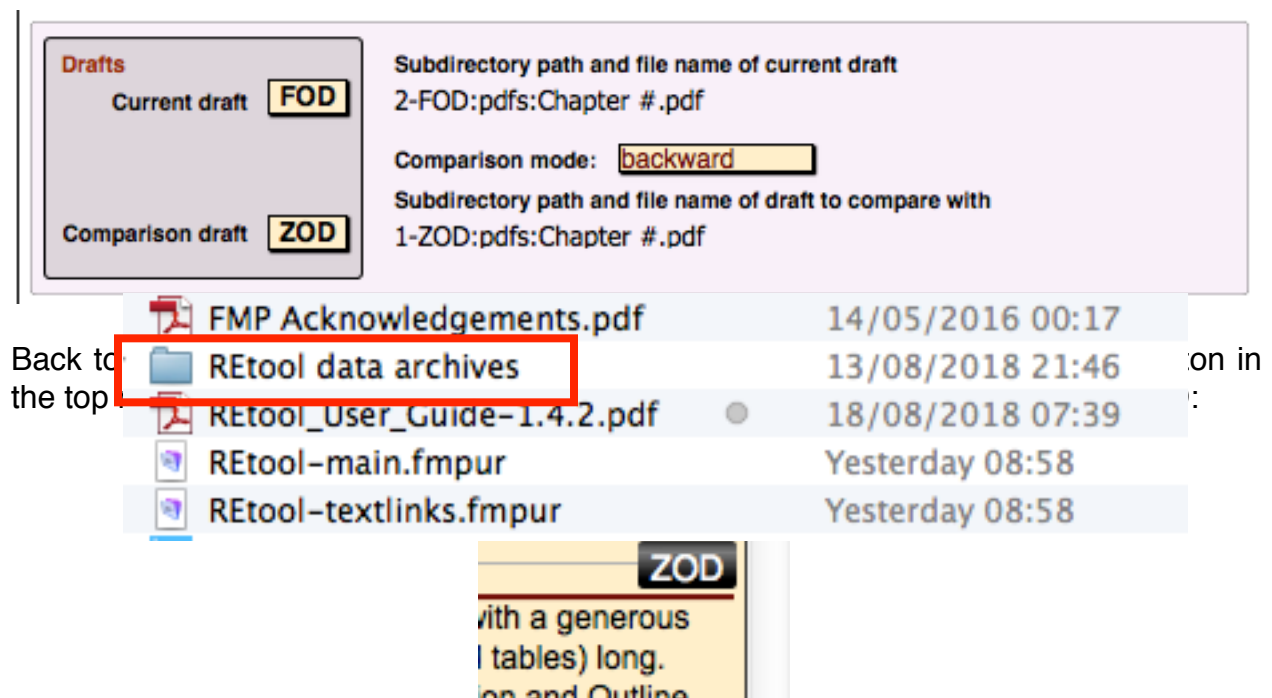 Drafts
Current draft FOD
Comparison draft ZOD
Subdirectory path and file name of current draft
2-FOD:pdfs:Chapter #.pdf
Comparison mode: backward
Subdirectory path and file name of draft to compare with
1-ZOD:pdfs:Chapter #.pdf
FMP Acknowledgements.pdf 14/05/2016 00:17
Back to
REtool data archives 13/08/2018 21:46
in
the top
REtool_User_Guide-1.4.2.pdf 18/08/2018 07:39
REtool-main.fmpur Yesterday 08:58
REtool-textlinks.fmpur Yesterday 08:58
ZOD
with a generous
tables) long.
and Outline